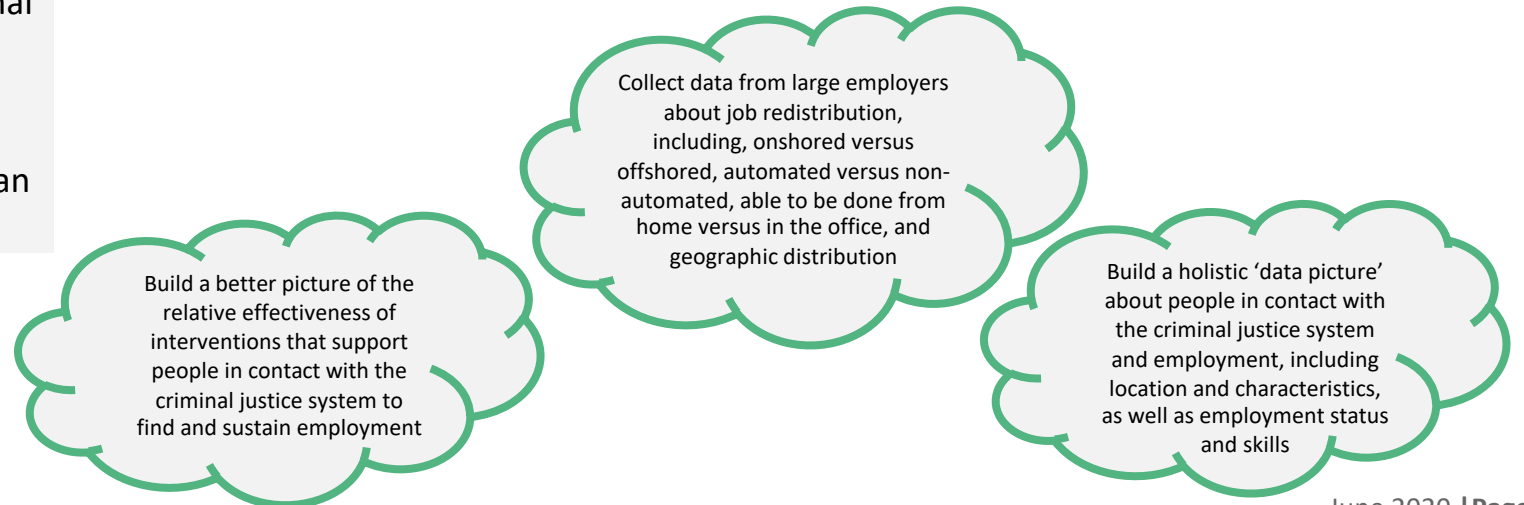 an
Build a better picture of the
relative effectiveness of
interventions that support
people in contact with the
criminal justice system to
find and sustain employment
Collect data from large employers
about job redistribution,
including, onshored versus
offshored, automated versus non-
automated, able to be done from
home versus in the office, and
geographic distribution
Build a holistic ‘data picture’
about people in contact with
the criminal justice system
and employment, including
location and characteristics,
as well as employment status
and skills
June 2020 |Page